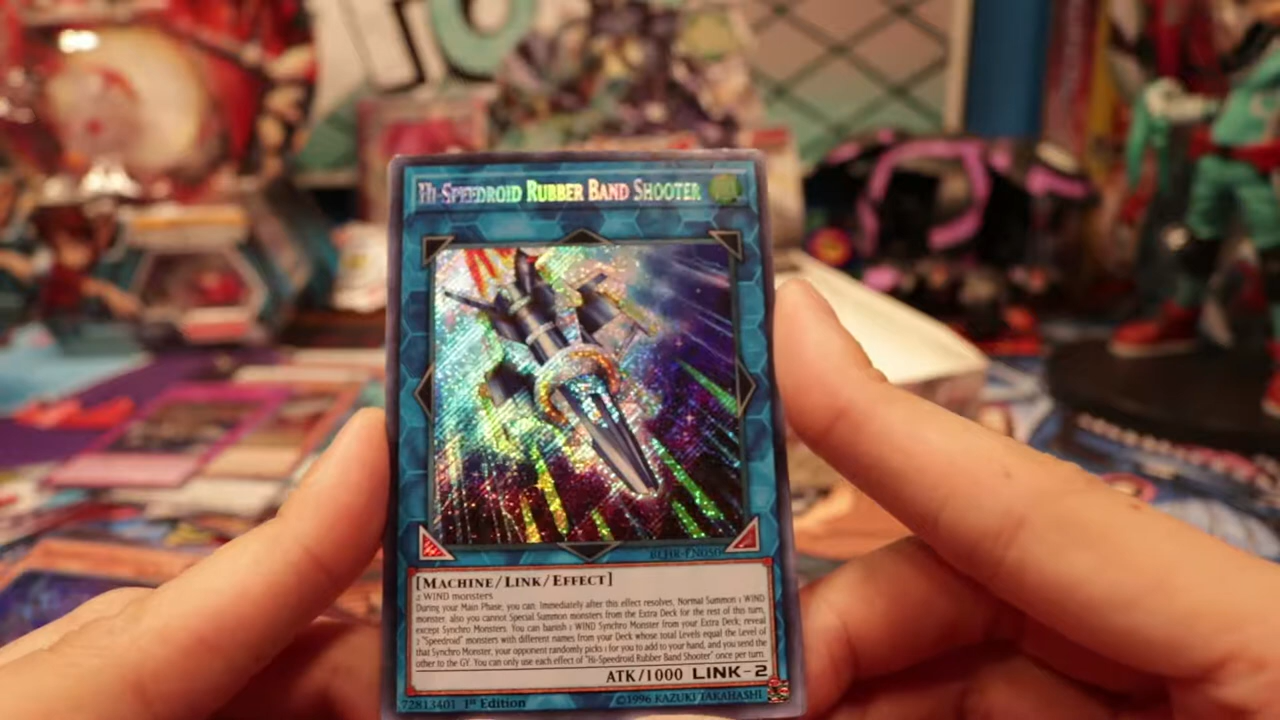 Hi-Speedroid Rubber Band Shooter
BLHR-EN050
[Machine/Link/Effect]
2 WIND monsters
During your Main Phase, you can: Immediately after this effect resolves, Normal Summon 1 WIND
monster, also you cannot Special Summon monsters from the Extra Deck for the rest of this turn,
except Synchro Monsters. You can banish 1 WIND Synchro Monster from your Extra Deck; reveal
2 "Speedroid" monsters with different names from your Deck whose total Levels equal the Level of
that Synchro Monster, your opponent randomly picks 1 for you to add to your hand, and you send the
other to the GY. You can only use each effect of "Hi-Speedroid Rubber Band Shooter" once per turn.
ATK/1000 LINK-2
72813401 1st Edition ©1996 KAZUKI TAKAHASHI